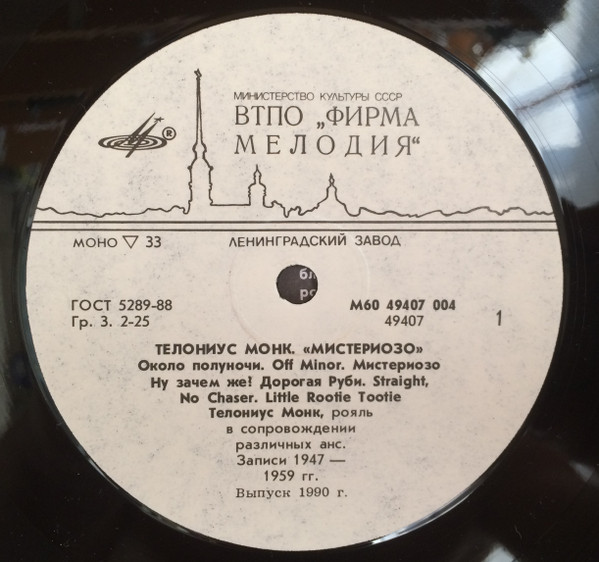 МИНИСТЕРСТВО КУЛЬТУРЫ СССР
ВТПО „ФИРМА
МЕЛОДИЯ“
®
МОНО ▽ 33 ЛЕНИНГРАДСКИЙ ЗАВОД
ГОСТ 5289-88 М60 49407 004
Гр. 3. 2-25 49407 1
ТЕЛОНИУС МОНК. «МИСТЕРИОЗО»
Около полуночи. Off Minor. Мистериозо
Ну зачем же? Дорогая Руби. Straight,
No Chaser. Little Rootie Tootie
Телониус Монк, рояль
в сопровождении
различных анс.
Записи 1947 —
1959 гг.
Выпуск 1990 г.